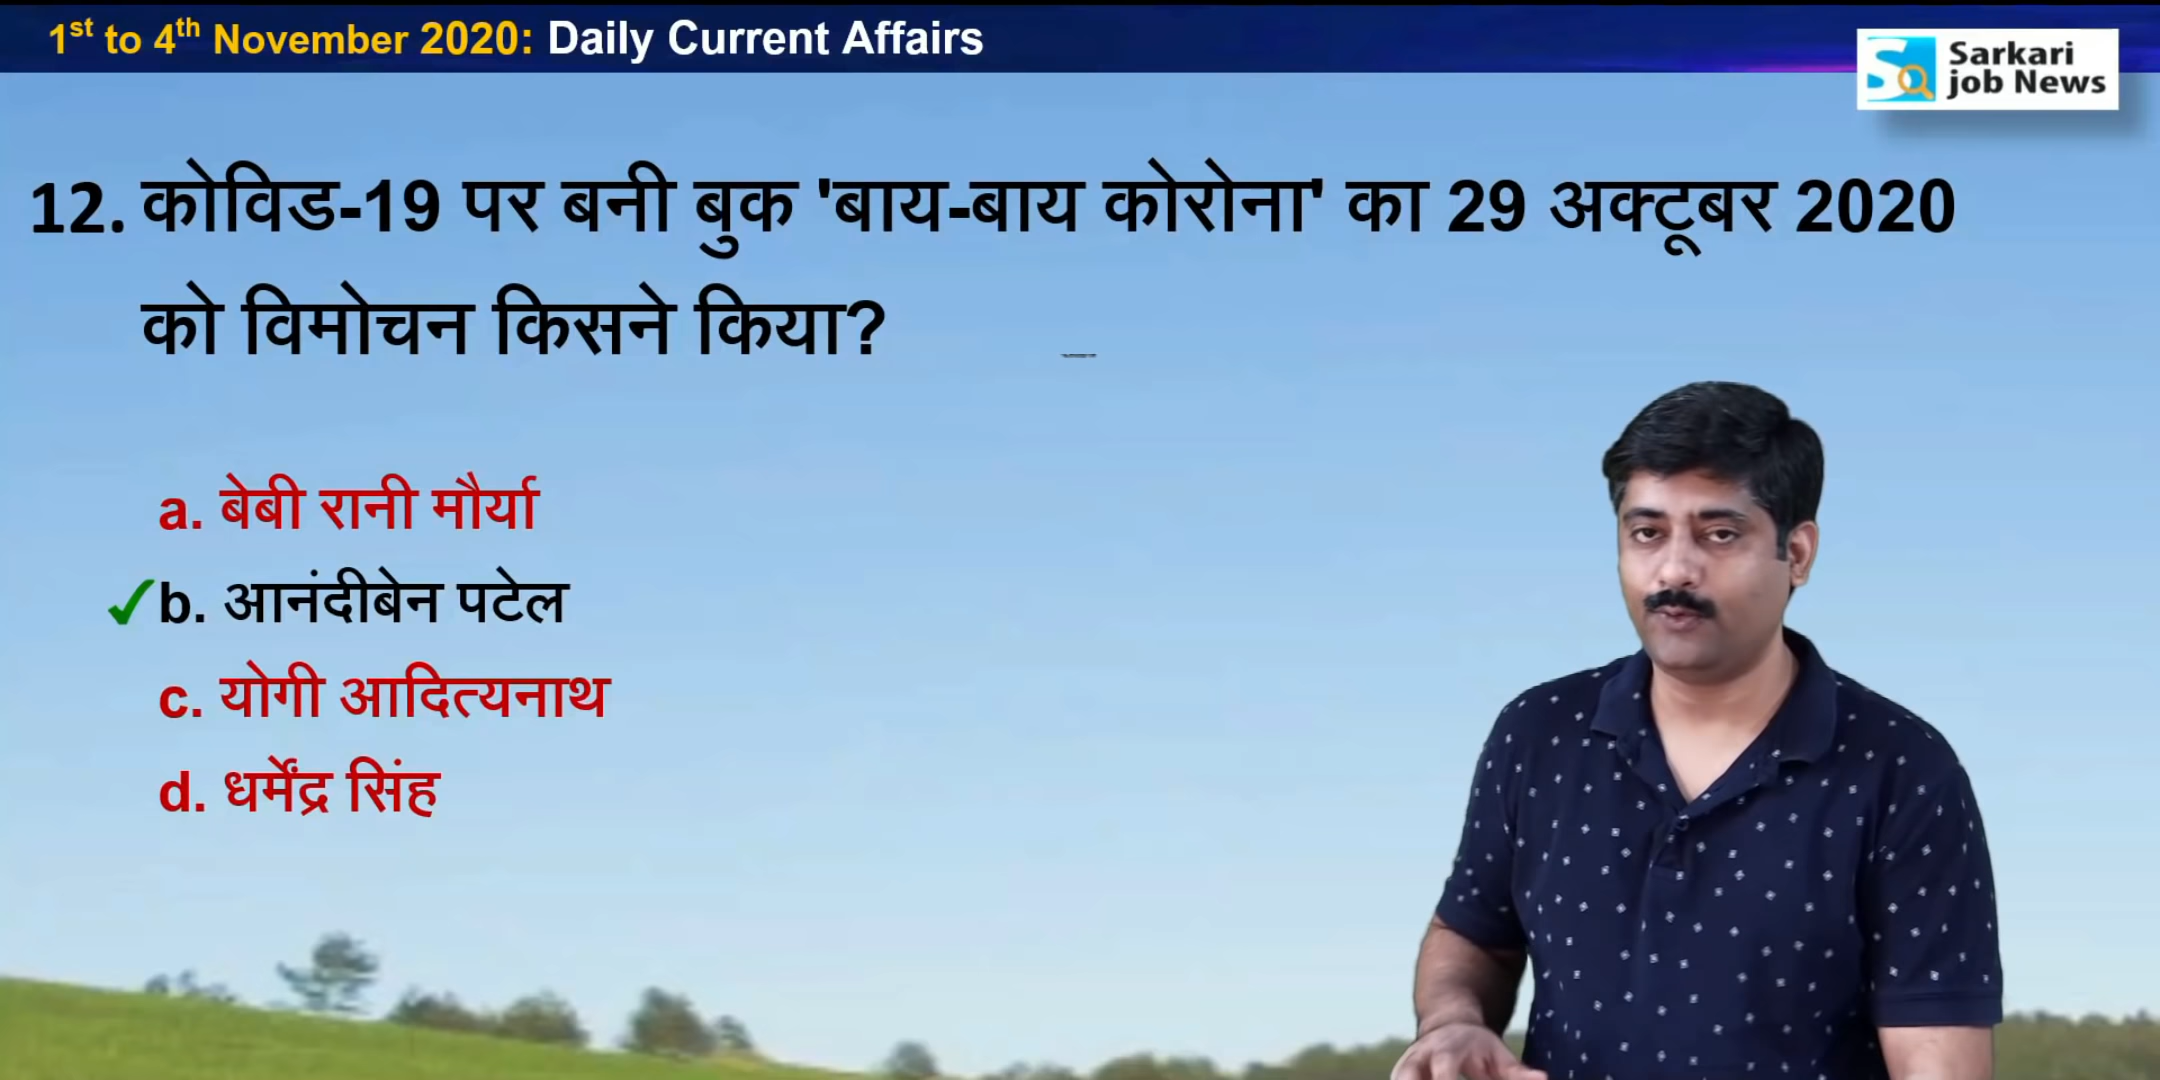 1st to 4th November 2020: Daily Current Affairs
Sarkari
job News
12. कोविड-19 पर बनी बुक 'बाय-बाय कोरोना' का 29 अक्टूबर 2020
को विमोचन किसने किया?
a. बेबी रानी मौर्या
✓b. आनंदीबेन पटेल
c. योगी आदित्यनाथ
d. धर्मेंद्र सिंह